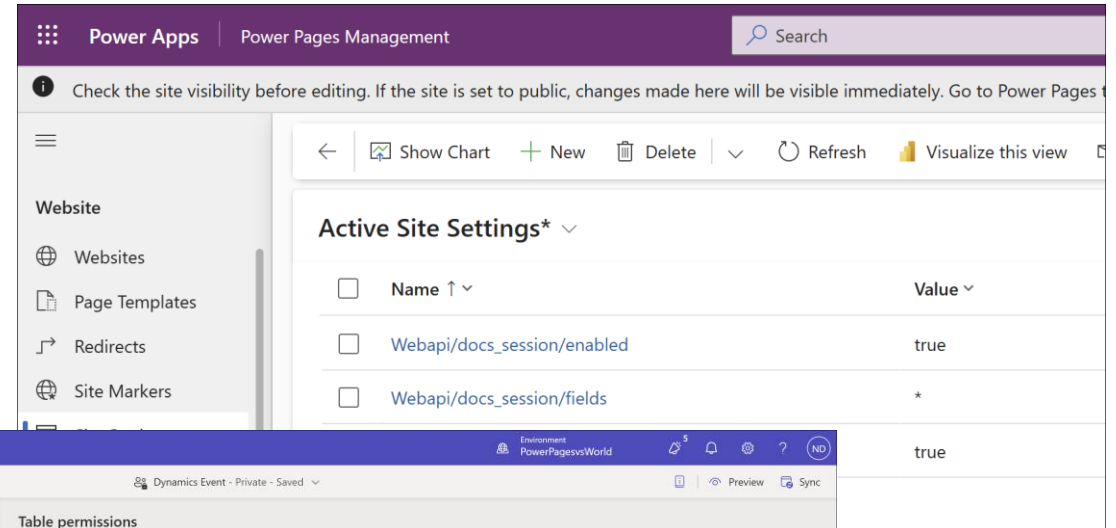 Power Apps Power Pages Management Search
Check the site visibility before editing. If the site is set to public, changes made here will be visible immediately. Go to Power Pages
Show Chart New Delete Refresh Visualize this view
Website
Active Site Settings*
Websites
Name Value
Page Templates
Redirects
Webapi/docs_session/enabled true
Site Markers
Webapi/docs_session/fields *
true
Environment
PowerPagesvsWorld 5 ? ND
Dynamics Event - Private - Saved Preview Sync
Table permissions